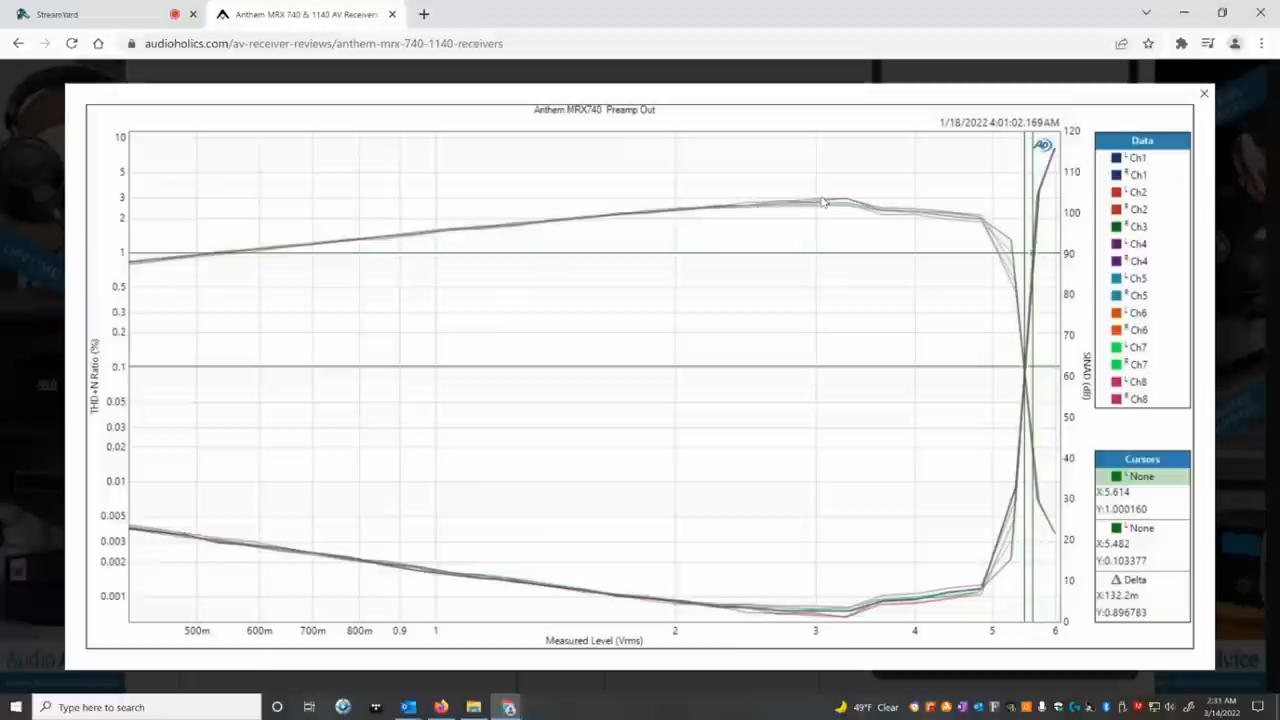 StreamYard
Anthem MRX 740 & 1140 AV Receivers
audioholics.com/av-receiver-reviews/anthem-mrx-740-1140-receivers
Anthem MRX740 Preamp Out
1/18/2022 4:01:02.169AM
10
5
3
2
1
0.5
0.3
0.2
0.1
0.05
0.03
0.02
0.01
0.005
0.003
0.002
0.001
THD+N Ratio (%)
500m 600m 700m 800m 0.9 1 2 3 4 5 6
Measured Level (Vrms)
120
110
100
90
80
70
60
50
40
30
20
10
0
SINAD (dB)
AP
Data
L Ch1
R Ch1
L Ch2
R Ch2
R Ch3
L Ch4
R Ch4
L Ch5
R Ch5
L Ch6
R Ch6
L Ch7
R Ch7
L Ch8
R Ch8
Cursors
L None
X:5.614
Y:1.000160
L None
X:5.482
Y:0.103377
Δ Delta
X:132.2m
Y:0.896783
Audio A
vice
Type here to search
49°F Clear
2:31 AM
3/14/2022